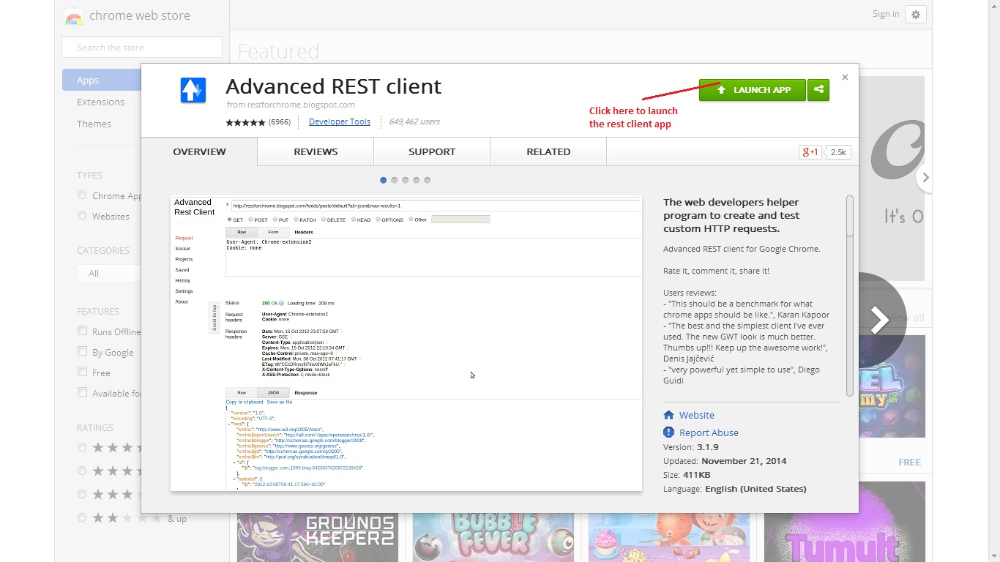 chrome web store
Sign in
Search the store
Featured
Apps
Extensions
Themes
TYPES
Chrome App
Websites
CATEGORIES
All
FEATURES
Runs Offline
By Google
Free
Available fo
RATINGS
& up
Advanced REST client
from restforchrome.blogspot.com
(6966)
Developer Tools
649,462 users
LAUNCH APP
Click here to launch
the rest client app
OVERVIEW
REVIEWS
SUPPORT
RELATED
g+1
2.5k
Advanced
Rest Client
http://restforchrome.blogspot.com/feeds/posts/default?alt=json&max-results=1
GET POST PUT PATCH DELETE HEAD OPTIONS Other
Raw Form Headers
User-Agent: Chrome-extension2
Cookie: none
Request
Socket
Projects
Saved
History
Settings
About
Scroll to top
Status 200 OK Loading time: 208 ms
Request headers
User-Agent: Chrome-extension2
Cookie: none
Response headers
Date: Mon, 15 Oct 2012 23:07:59 GMT
Server: GSE
Content-Type: application/json
Expires: Mon, 15 Oct 2012 22:10:34 GMT
Cache-Control: private, max-age=0
Last-Modified: Mon, 08 Oct 2012 07:41:17 GMT
ETag:
X-Content-Type-Options: nosniff
X-XSS-Protection: 1; mode=block
Raw JSON Response
Copy to clipboard Save as file
{
"version": "1.0",
"encoding": "UTF-8",
- "feed": {
"xmlns": "http://www.w3.org/2005/Atom",
"xmlns$openSearch": "http://a9.com/-/spec/opensearchrss/1.0/",
"xmlns$blogger": "http://schemas.google.com/blogger/2008",
"xmlns$georss": "http://www.georss.org/georss",
"xmlns$gd": "http://schemas.google.com/g/2005",
"xmlns$thr": "http://purl.org/syndication/thread/1.0",
- "id": {
"$t": "tag:blogger.com,1999:blog-6420037820872138426"
},
- "updated": {
"$t": "2012-10-08T09:41:17.596+02:00"
The web developers helper
program to create and test
custom HTTP requests.
Advanced REST client for Google Chrome.
Rate it, comment it, share it!
Users reviews:
- "This should be a benchmark for what
chrome apps should be like.", Karan Kapoor
- "The best and the simplest client I've ever
used. The new GWT look is much better.
Thumbs up!!! Keep up the awesome work!",
Denis Jajčević
- "very powerful yet simple to use", Diego
Guidi
Website
Report Abuse
Version: 3.1.9
Updated: November 21, 2014
Size: 411KB
Language: English (United States)
It's O
View all
FREE
GROUNDS
KEEPER2
BUBBLE
FEVER
Tumult